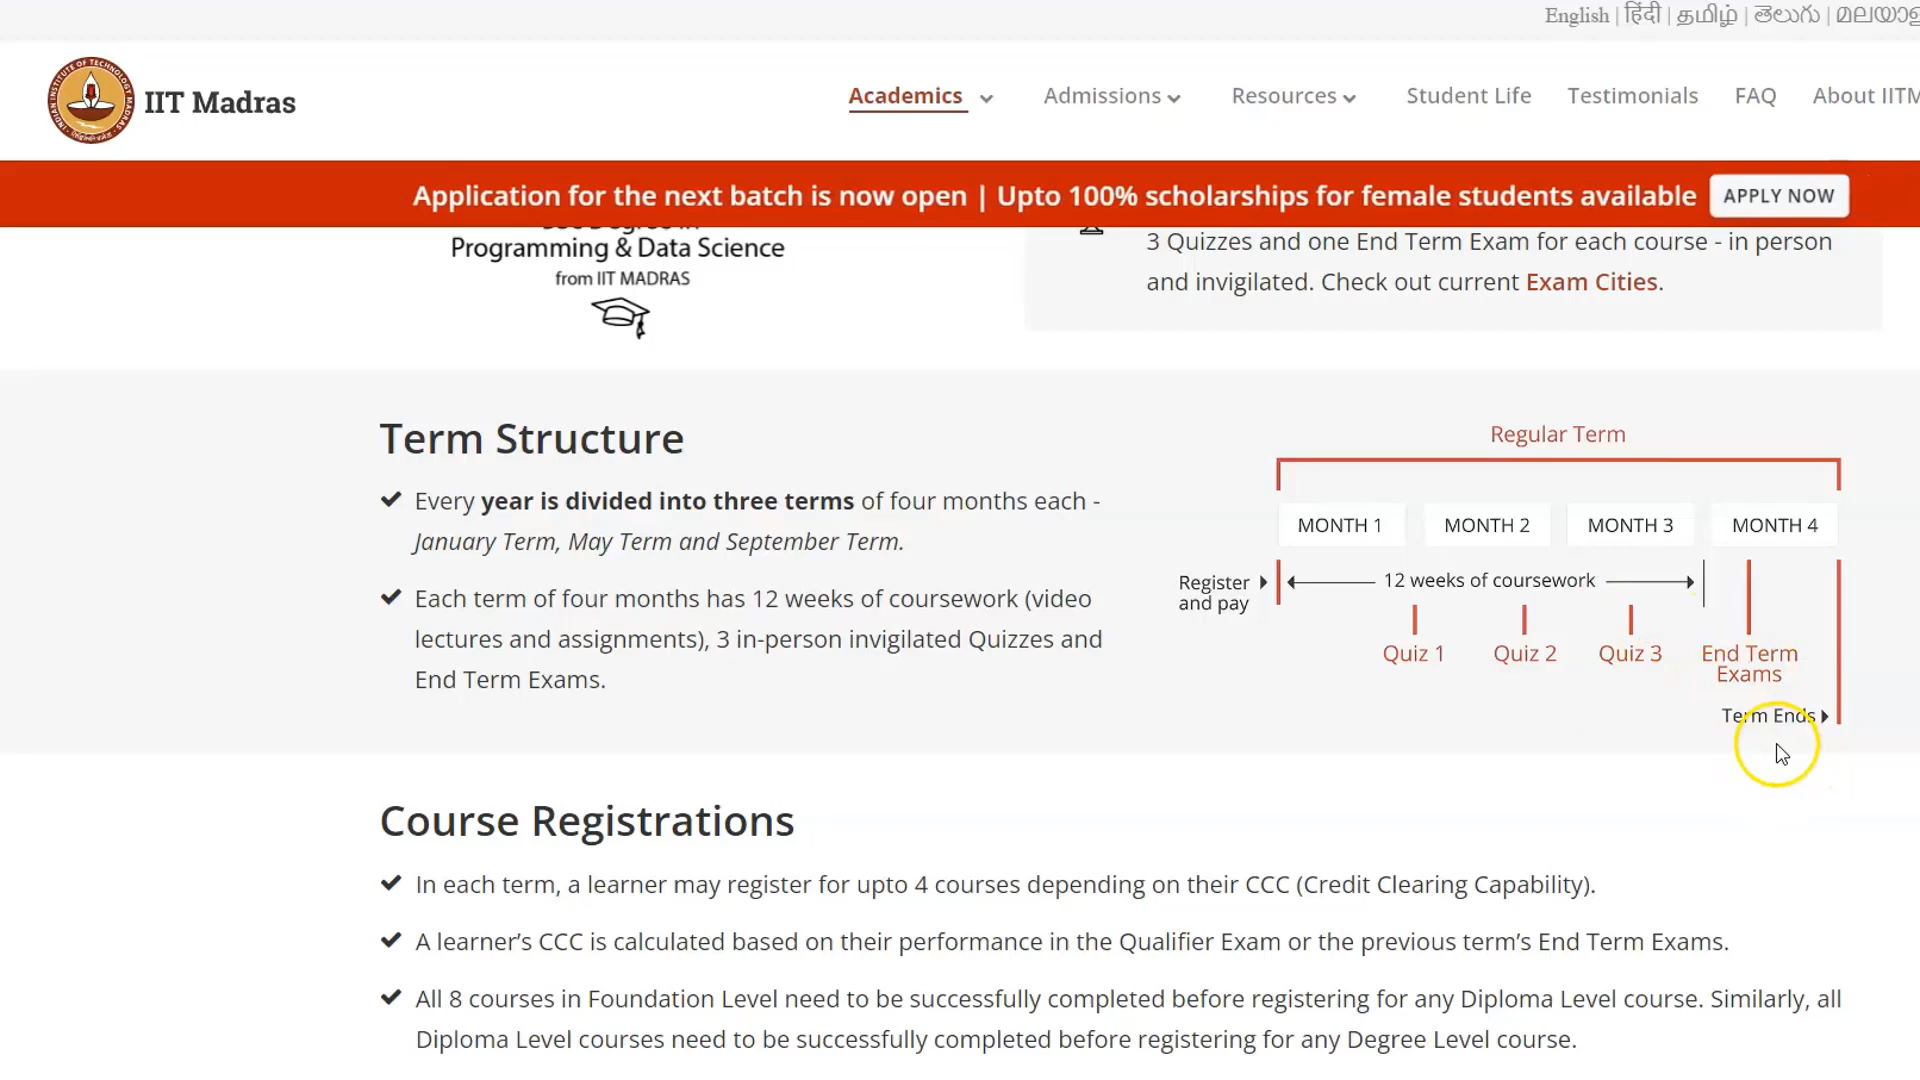 English | हिंदी | தமிழ் | తెలుగు |
IIT Madras
Academics Admissions Resources Student Life Testimonials FAQ About IITM
Application for the next batch is now open | Upto 100% scholarships for female students available APPLY NOW
Programming & Data Science
from IIT MADRAS
3 Quizzes and one End Term Exam for each course - in person
and invigilated. Check out current Exam Cities.
Term Structure
Every year is divided into three terms of four months each -
January Term, May Term and September Term.
Each term of four months has 12 weeks of coursework (video
lectures and assignments), 3 in-person invigilated Quizzes and
End Term Exams.
Regular Term
MONTH 1 MONTH 2 MONTH 3 MONTH 4
Register
and pay
12 weeks of coursework
Quiz 1 Quiz 2 Quiz 3 End Term
Exams
Term Ends
Course Registrations
In each term, a learner may register for upto 4 courses depending on their CCC (Credit Clearing Capability).
A learner’s CCC is calculated based on their performance in the Qualifier Exam or the previous term’s End Term Exams.
All 8 courses in Foundation Level need to be successfully completed before registering for any Diploma Level course. Similarly, all
Diploma Level courses need to be successfully completed before registering for any Degree Level course.